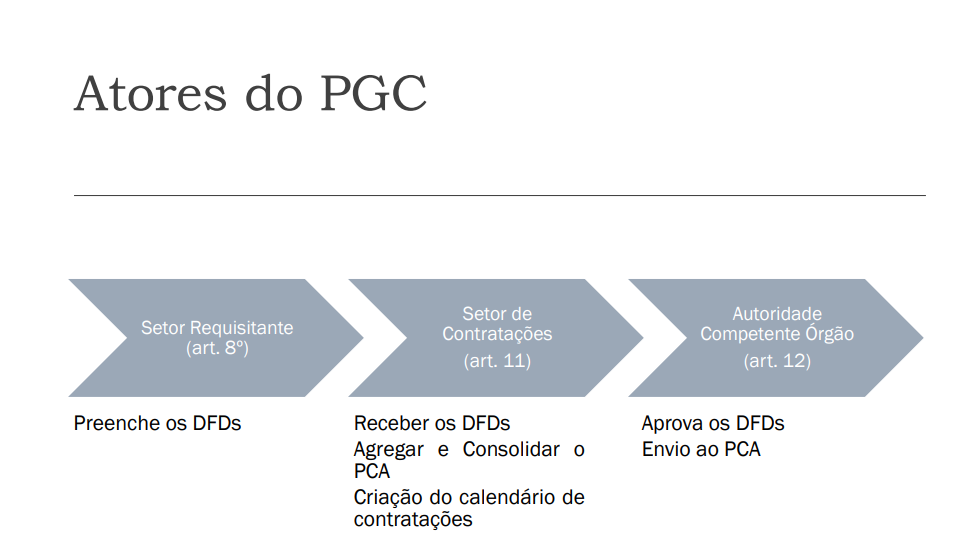 Atores do PGC
Setor Requisitante
(art. 8º)
Preenche os DFDs
Setor de
Contratações
(art. 11)
Receber os DFDs
Agregar e Consolidar o
PCA
Criação do calendário de
contratações
Autoridade
Competente Órgão
(art. 12)
Aprova os DFDs
Envio ao PCA